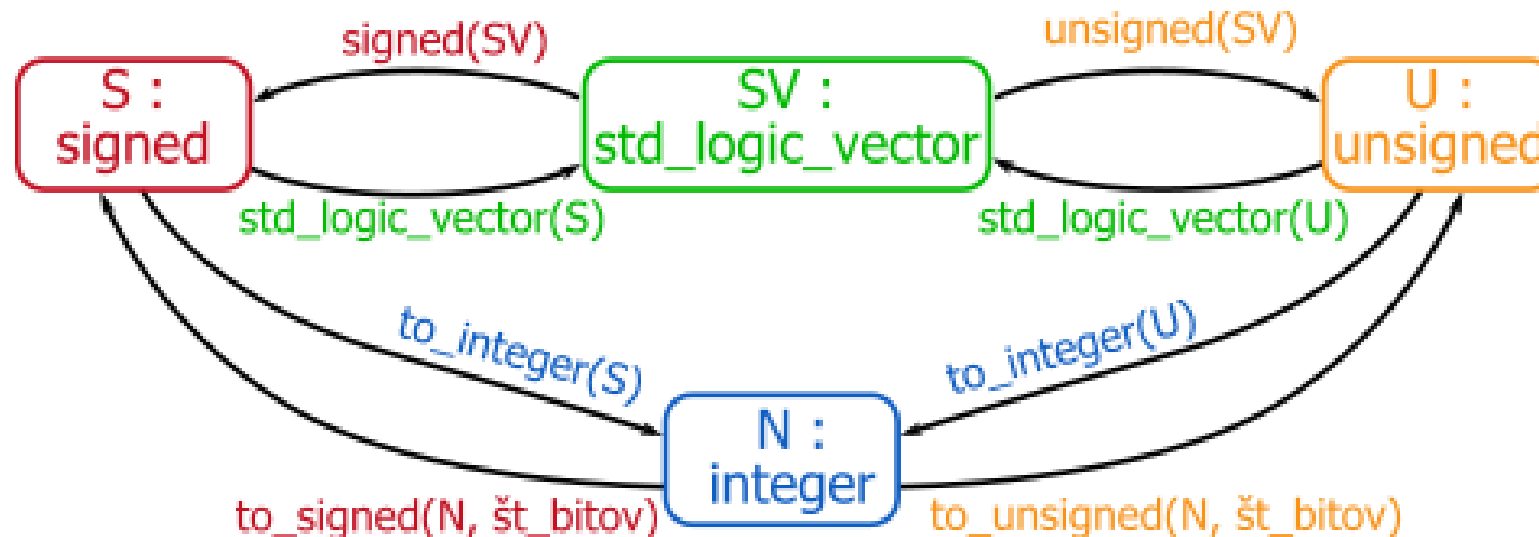 signed(SV)
unsigned(SV)
S :
signed
SV :
std_logic_vector
U :
unsigned
std_logic_vector(S)
std_logic_vector(U)
to_integer(S)
to_integer(U)
N :
integer
to_signed(N, št_bitov)
to_unsigned(N, št_bitov)